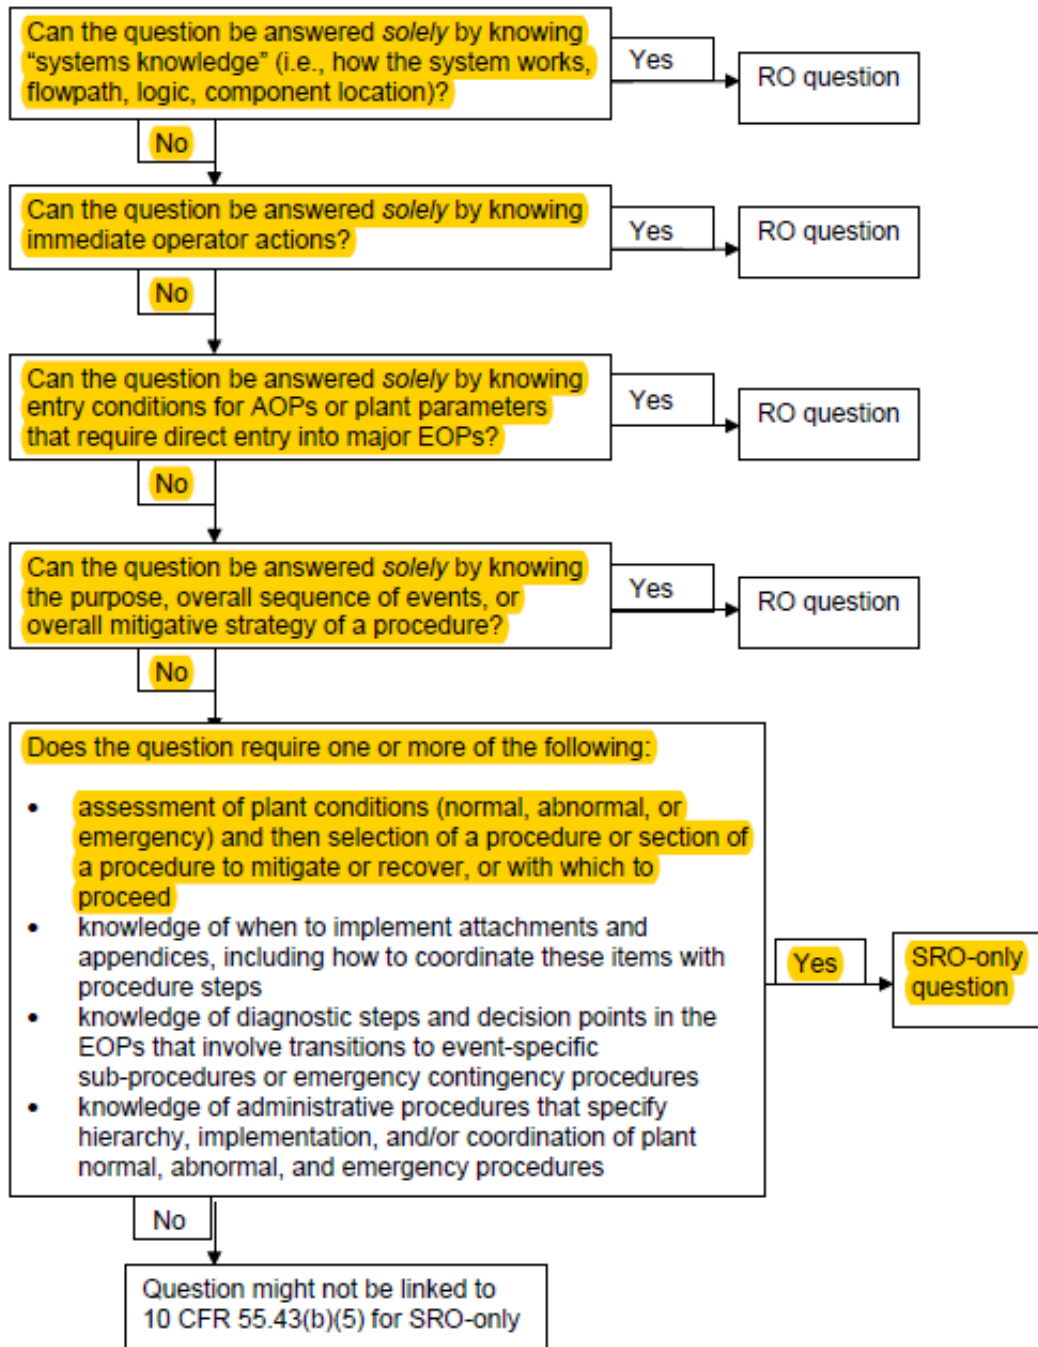 Can the question be answered solely by knowing
“systems knowledge” (i.e., how the system works,
flowpath, logic, component location)?
Yes
RO question
No
Can the question be answered solely by knowing
immediate operator actions?
Yes
RO question
No
Can the question be answered solely by knowing
entry conditions for AOPs or plant parameters
that require direct entry into major EOPs?
Yes
RO question
No
Can the question be answered solely by knowing
the purpose, overall sequence of events, or
overall mitigative strategy of a procedure?
Yes
RO question
No
Does the question require one or more of the following:
• assessment of plant conditions (normal, abnormal, or
emergency) and then selection of a procedure or section of
a procedure to mitigate or recover, or with which to
proceed
• knowledge of when to implement attachments and
appendices, including how to coordinate these items with
procedure steps
• knowledge of diagnostic steps and decision points in the
EOPs that involve transitions to event-specific
sub-procedures or emergency contingency procedures
• knowledge of administrative procedures that specify
hierarchy, implementation, and/or coordination of plant
normal, abnormal, and emergency procedures
Yes
SRO-only
question
No
Question might not be linked to
10 CFR 55.43(b)(5) for SRO-only